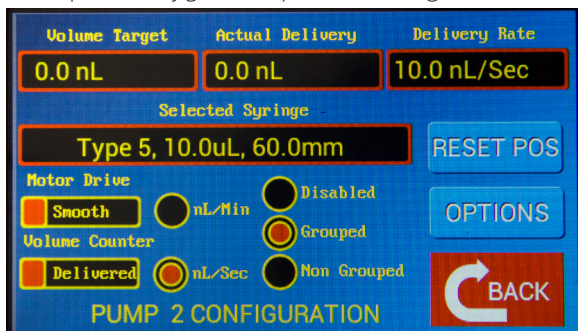 Volume Target Actual Delivery Delivery Rate
0.0 nL 0.0 nL 10.0 nL/Sec
Selected Syringe
Type 5, 10.0uL, 60.0mm RESET POS
Motor Drive
Disabled
Smooth nL/Min
OPTIONS
Grouped
Volume Counter
Delivered nL/Sec Non Grouped
BACK
PUMP 2 CONFIGURATION